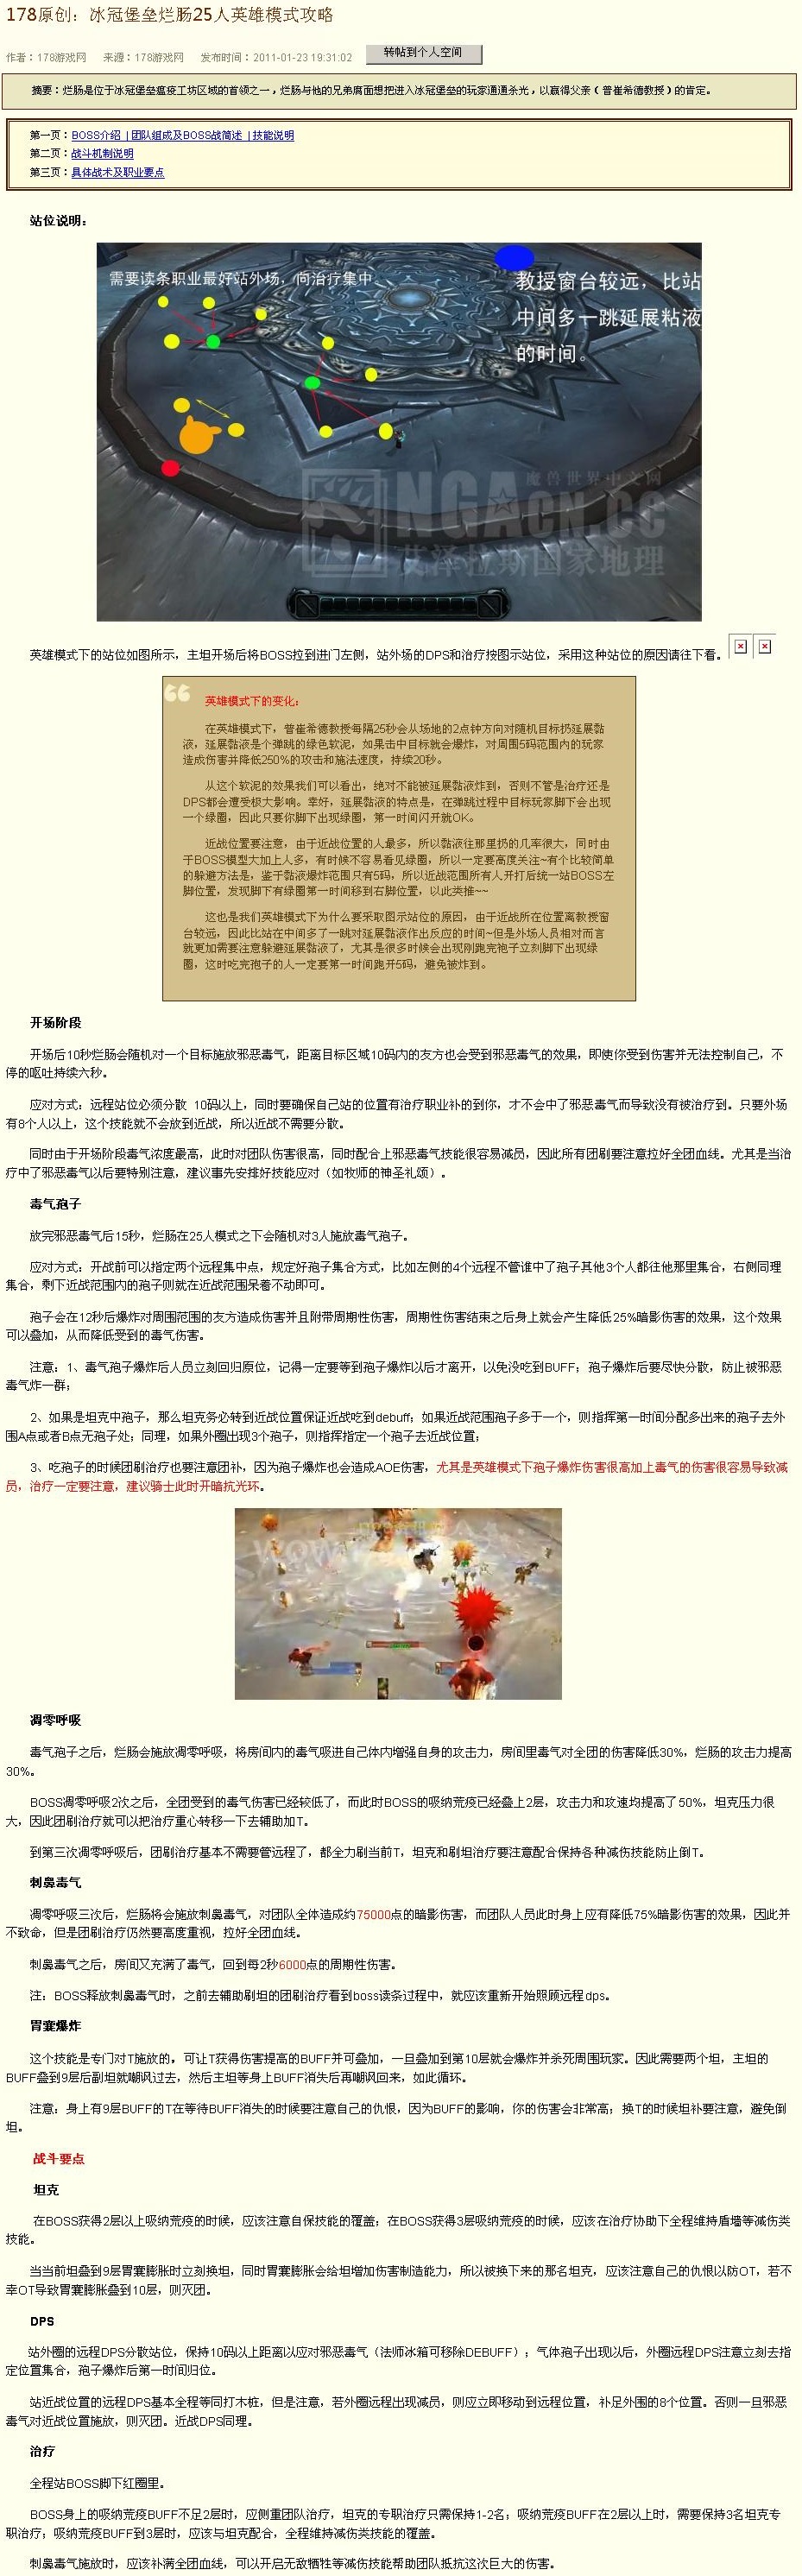 178原创：冰冠堡垒烂肠25人英雄模式攻略
作者：178游戏网 来源：178游戏网 发布时间：2011-01-23 19:31:02 转帖到个人空间
摘要：烂肠是位于冰冠堡垒瘟疫工坊区域的首领之一，烂肠与他的兄弟腐面想把进入冰冠堡垒的玩家通通杀光，以赢得父亲（普崔希德教授）的肯定。
第一页：BOSS介绍 | 团队组成及BOSS战简述 | 技能说明
第二页：战斗机制说明
第三页：具体战术及职业要点
站位说明：
需要读条职业最好站外场，向治疗集中
教授窗台较远，比站
中间多一跳延展粘液
的时间。
魔兽世界中文网
NGACN.CC
艾泽拉斯国家地理
英雄模式下的站位如图所示，主坦开场后将BOSS拉到进门左侧，站外场的DPS和治疗按图示站位，采用这种站位的原因请往下看。
英雄模式下的变化：
在英雄模式下，普崔希德教授每隔25秒会从场地的2点钟方向对随机目标扔延展黏
液，延展黏液是个弹跳的绿色软泥，如果击中目标就会爆炸，对周围5码范围内的玩家
造成伤害并降低250%的攻击和施法速度，持续20秒。
从这个软泥的效果我们可以看出，绝对不能被延展黏液炸到，否则不管是治疗还是
DPS都会遭受极大影响。幸好，延展黏液的特点是，在弹跳过程中目标玩家脚下会出现
一个绿圈，因此只要你脚下出现绿圈，第一时间闪开就OK。
近战位置要注意，由于近战位置的人最多，所以黏液往那里扔的几率很大，同时由
于BOSS模型大加上人多，有时候不容易看见绿圈，所以一定要高度关注~有个比较简单
的躲避方法是，鉴于黏液爆炸范围只有5码，所以近战范围所有人开打后统一站BOSS左
脚位置，发现脚下有绿圈第一时间移到右脚位置，以此类推~~
这也是我们英雄模式下为什么要采取图示站位的原因，由于近战所在位置离教授窗
台较远，因此比站在中间多了一跳对延展黏液作出反应的时间~但是外场人员相对而言
就更加需要注意躲避延展黏液了，尤其是很多时候会出现刚跑完孢子立刻脚下出现绿
圈，这时吃完孢子的人一定要第一时间跑开5码，避免被炸到。
开场阶段
开场后10秒烂肠会随机对一个目标施放邪恶毒气，距离目标区域10码内的友方也会受到邪恶毒气的效果，即使你受到伤害并无法控制自己，不
停的呕吐持续六秒。
应对方式：远程站位必须分散 10码以上，同时要确保自己站的位置有治疗职业补的到你，才不会中了邪恶毒气而导致没有被治疗到。只要外场
有8个人以上，这个技能就不会放到近战，所以近战不需要分散。
同时由于开场阶段毒气浓度最高，此时对团队伤害很高，同时配合上邪恶毒气技能很容易减员，因此所有团刷要注意拉好全团血线。尤其是当治
疗中了邪恶毒气以后要特别注意，建议事先安排好技能应对（如牧师的神圣礼颂）。
毒气孢子
放完邪恶毒气后15秒，烂肠在25人模式之下会随机对3人施放毒气孢子。
应对方式：开战前可以指定两个远程集中点，规定好孢子集合方式，比如左侧的4个远程不管谁中了孢子其他3个人都往他那里集合，右侧同理
集合，剩下近战范围内的孢子则就在近战范围呆着不动即可。
孢子会在12秒后爆炸对周围范围的友方造成伤害并且附带周期性伤害，周期性伤害结束之后身上就会产生降低25%暗影伤害的效果，这个效果
可以叠加，从而降低受到的毒气伤害。
注意：1、毒气孢子爆炸后人员立刻回归原位，记得一定要等到孢子爆炸以后才离开，以免没吃到BUFF；孢子爆炸后要尽快分散，防止被邪恶
毒气炸一群；
2、如果是坦克中孢子，那么坦克务必转到近战位置保证近战吃到debuff；如果近战范围孢子多于一个，则指挥第一时间分配多出来的孢子去外
围A点或者B点无孢子处；同理，如果外圈出现3个孢子，则指挥指定一个孢子去近战位置；
3、吃孢子的时候团刷治疗也要注意团补，因为孢子爆炸也会造成AOE伤害，尤其是英雄模式下孢子爆炸伤害很高加上毒气的伤害很容易导致减
员，治疗一定要注意，建议骑士此时开暗抗光环。
凋零呼吸
毒气孢子之后，烂肠会施放凋零呼吸，将房间内的毒气吸进自己体内增强自身的攻击力，房间里毒气对全团的伤害降低30%，烂肠的攻击力提高
30%。
BOSS凋零呼吸2次之后，全团受到的毒气伤害已经较低了，而此时BOSS的吸纳荒疫已经叠上2层，攻击力和攻速均提高了50%，坦克压力很
大，因此团刷治疗就可以把治疗重心转移一下去辅助加T。
到第三次凋零呼吸后，团刷治疗基本不需要管远程了，都全力刷当前T，坦克和刷坦治疗要注意配合保持各种减伤技能防止倒T。
刺鼻毒气
凋零呼吸三次后，烂肠将会施放刺鼻毒气，对团队全体造成约75000点的暗影伤害，而团队人员此时身上应有降低75%暗影伤害的效果，因此并
不致命，但是团刷治疗仍然要高度重视，拉好全团血线。
刺鼻毒气之后，房间又充满了毒气，回到每2秒6000点的周期性伤害。
注：BOSS释放刺鼻毒气时，之前去辅助刷坦的团刷治疗看到boss读条过程中，就应该重新开始照顾远程dps。
胃囊爆炸
这个技能是专门对T施放的，可让T获得伤害提高的BUFF并可叠加，一旦叠加到第10层就会爆炸并杀死周围玩家。因此需要两个坦，主坦的
BUFF叠到9层后副坦就嘲讽过去，然后主坦等身上BUFF消失后再嘲讽回来，如此循环。
注意：身上有9层BUFF的T在等待BUFF消失的时候要注意自己的仇恨，因为BUFF的影响，你的伤害会非常高；换T的时候坦补要注意，避免倒
坦。
战斗要点
坦克
在BOSS获得2层以上吸纳荒疫的时候，应该注意自保技能的覆盖；在BOSS获得3层吸纳荒疫的时候，应该在治疗协助下全程维持盾墙等减伤类
技能。
当当前坦叠到9层胃囊膨胀时立刻换坦，同时胃囊膨胀会给坦增加伤害制造能力，所以被换下来的那名坦克，应该注意自己的仇恨以防OT，若不
幸OT导致胃囊膨胀叠到10层，则灭团。
DPS
站外圈的远程DPS分散站位，保持10码以上距离以应对邪恶毒气（法师冰箱可移除DEBUFF）；气体孢子出现以后，外圈远程DPS注意立刻去指
定位置集合，孢子爆炸后第一时间归位。
站近战位置的远程DPS基本全程等同打木桩，但是注意，若外圈远程出现减员，则应立即移动到远程位置，补足外围的8个位置。否则一旦邪恶
毒气对近战位置施放，则灭团。近战DPS同理。
治疗
全程站BOSS脚下红圈里。
BOSS身上的吸纳荒疫BUFF不足2层时，应侧重团队治疗，坦克的专职治疗只需保持1-2名；吸纳荒疫BUFF在2层以上时，需要保持3名坦克专
职治疗；吸纳荒疫BUFF到3层时，应该与坦克配合，全程维持减伤类技能的覆盖。
刺鼻毒气施放时，应该补满全团血线，可以开启无敌牺牲等减伤技能帮助团队抵抗这次巨大的伤害。